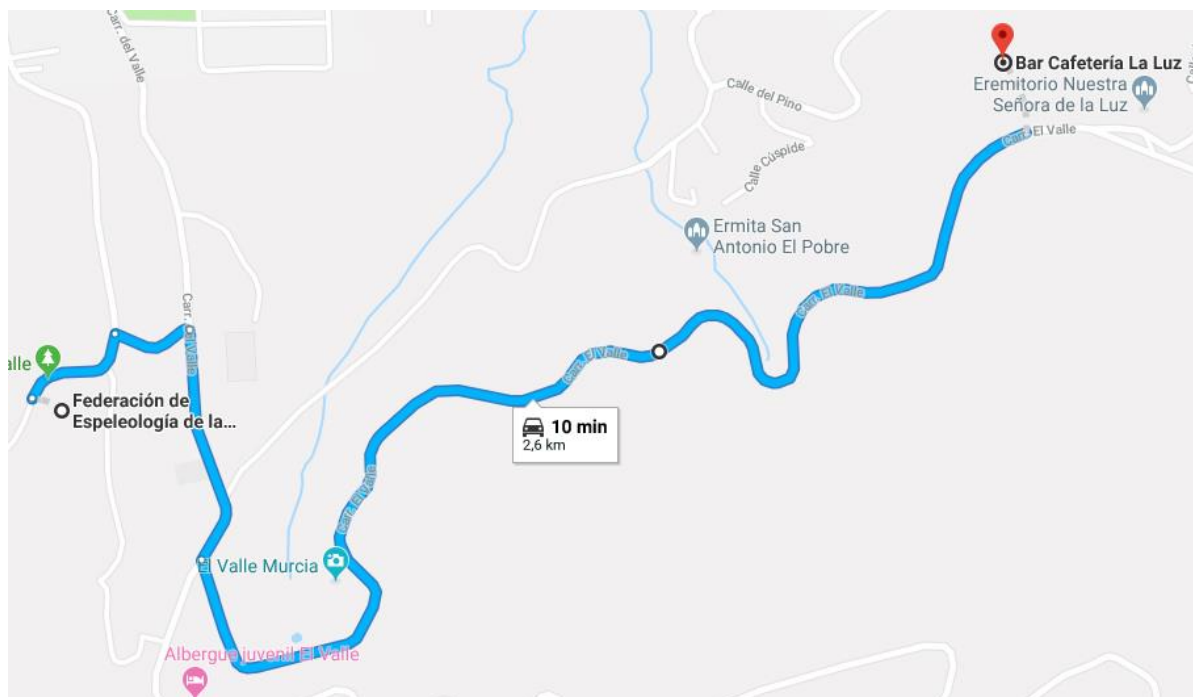 Carr. del Valle
Bar Cafetería La Luz
Eremitorio Nuestra
Señora de la Luz
Calle del Pino
Carr. El Valle
Calle Cúspide
Ermita San
Antonio El Pobre
Carr. El Valle
Carr. El Valle
Carr. El Valle
alle
Federación de
Espeleología de la...
10 min
2,6 km
Carr. El Valle
El Valle Murcia
Albergue juvenil El Valle